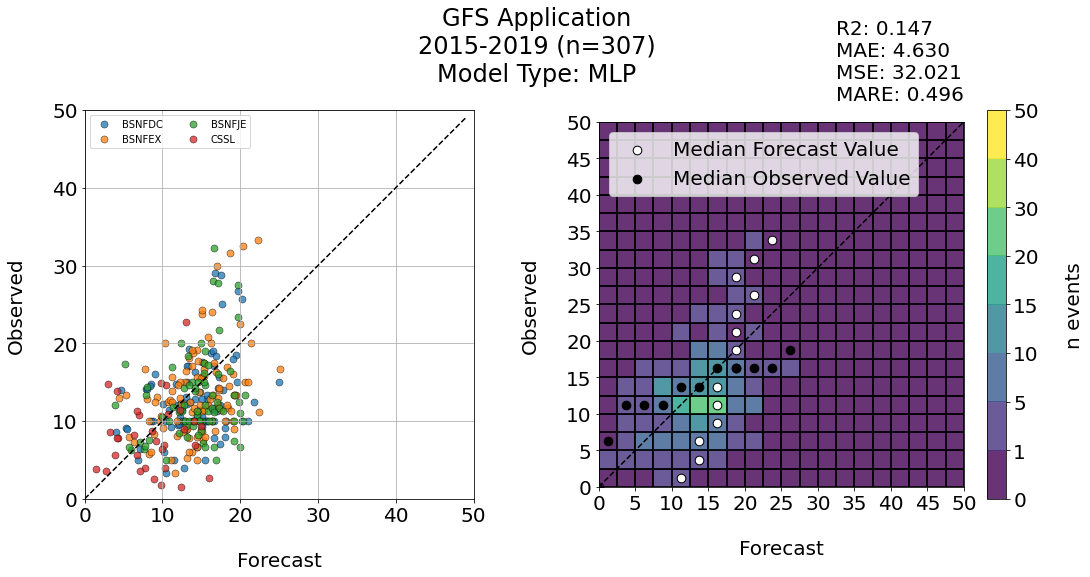 GFS Application
2015-2019 (n=307)
Model Type: MLP
R2: 0.147
MAE: 4.630
MSE: 32.021
MARE: 0.496
BSNFDC BSNFJE
BSNFEX CSSL
50
40
30
20
10
0
0 10 20 30 40 50
Observed
Forecast
Median Forecast Value
Median Observed Value
50
45
40
35
30
25
20
15
10
5
0
0 5 10 15 20 25 30 35 40 45 50
Observed
Forecast
50
40
30
20
15
10
5
1
0
n events